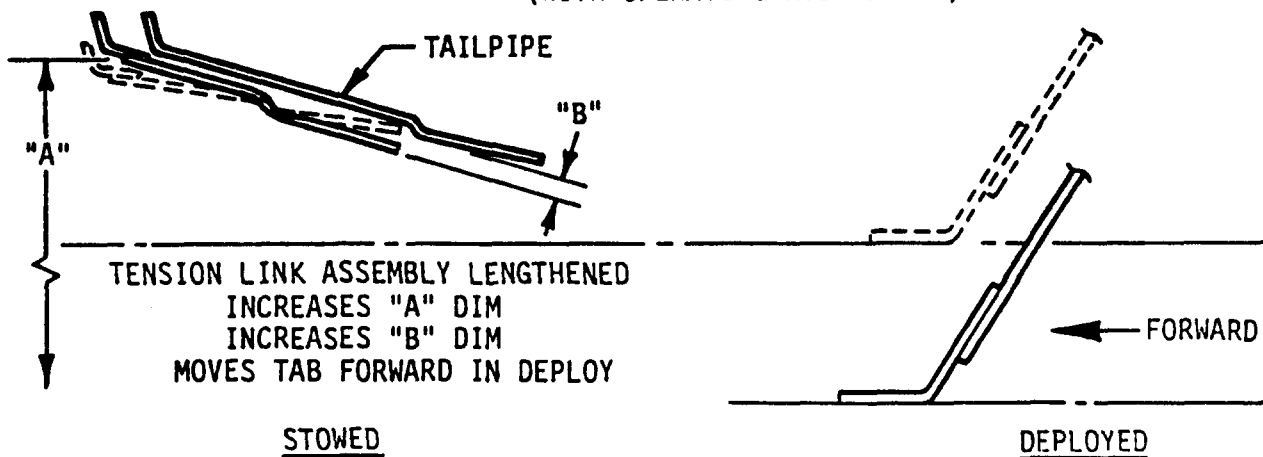 TAILPIPE
"B"
"A"
TENSION LINK ASSEMBLY LENGTHENED
INCREASES "A" DIM
INCREASES "B" DIM
MOVES TAB FORWARD IN DEPLOY
FORWARD
STOWED
DEPLOYED